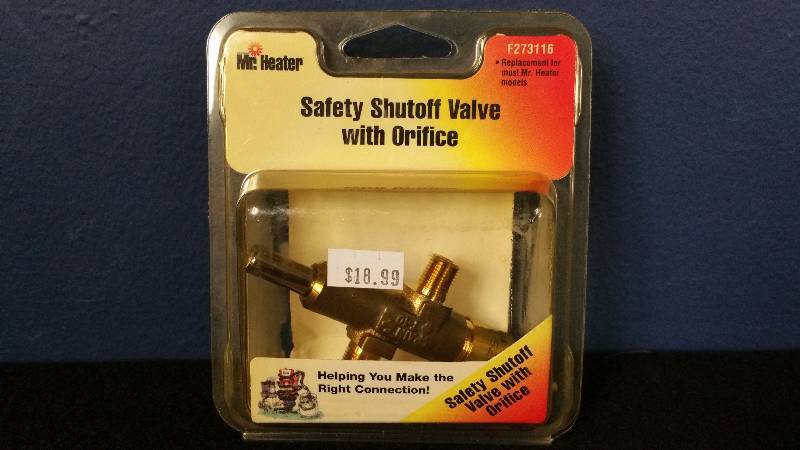 Mr. Heater
F273116
• Replacement for
most Mr. Heater
models
Safety Shutoff Valve
with Orifice
$18.99
Helping You Make the
Right Connection!
Safety Shutoff
Valve with
Orifice